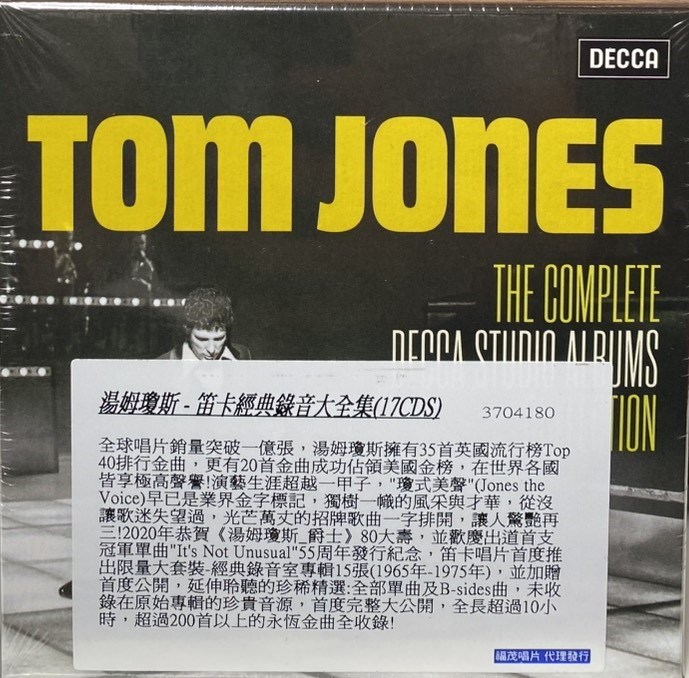 DECCA
TOM JONES
THE COMPLETE
DECCA STUDIO ALBUMS
湯姆瓊斯 - 笛卡經典錄音大全集(17CDS)
3704180
全球唱片銷量突破一億張，湯姆瓊斯擁有35首英國流行榜Top
40排行金曲，更有20首金曲成功佔領美國金榜，在世界各國
皆享極高聲譽!演藝生涯超越一甲子，"瓊式美聲"(Jones the
Voice)早已是業界金字標記，獨樹一幟的風采與才華，從沒
讓歌迷失望過，光芒萬丈的招牌歌曲一字排開，讓人驚艷再
三!2020年恭賀《湯姆瓊斯_爵士》80大壽，並歡慶出道首支
冠軍單曲"It's Not Unusual"55周年發行紀念，笛卡唱片首度推
出限量大套裝-經典錄音室專輯15張(1965年-1975年)，並加贈
首度公開，延伸聆聽的珍稀精選:全部單曲及B-sides曲，未收
錄在原始專輯的珍貴音源，首度完整大公開，全長超過10小
時，超過200首以上的永恆金曲全收錄!
福茂唱片 代理發行